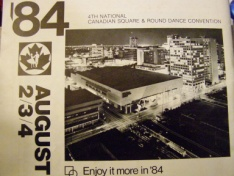 '84
4TH NATIONAL
CANADIAN SQUARE & ROUND DANCE CONVENTION
AUGUST
2/3/4
Enjoy it more in '84